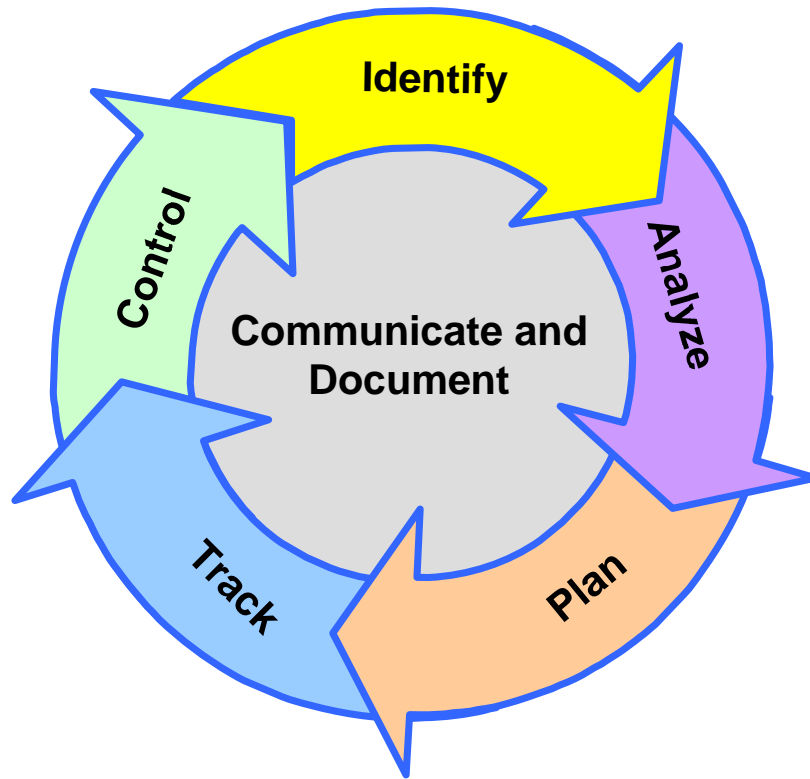 Identify
Analyze
Plan
Track
Control
Communicate and
Document